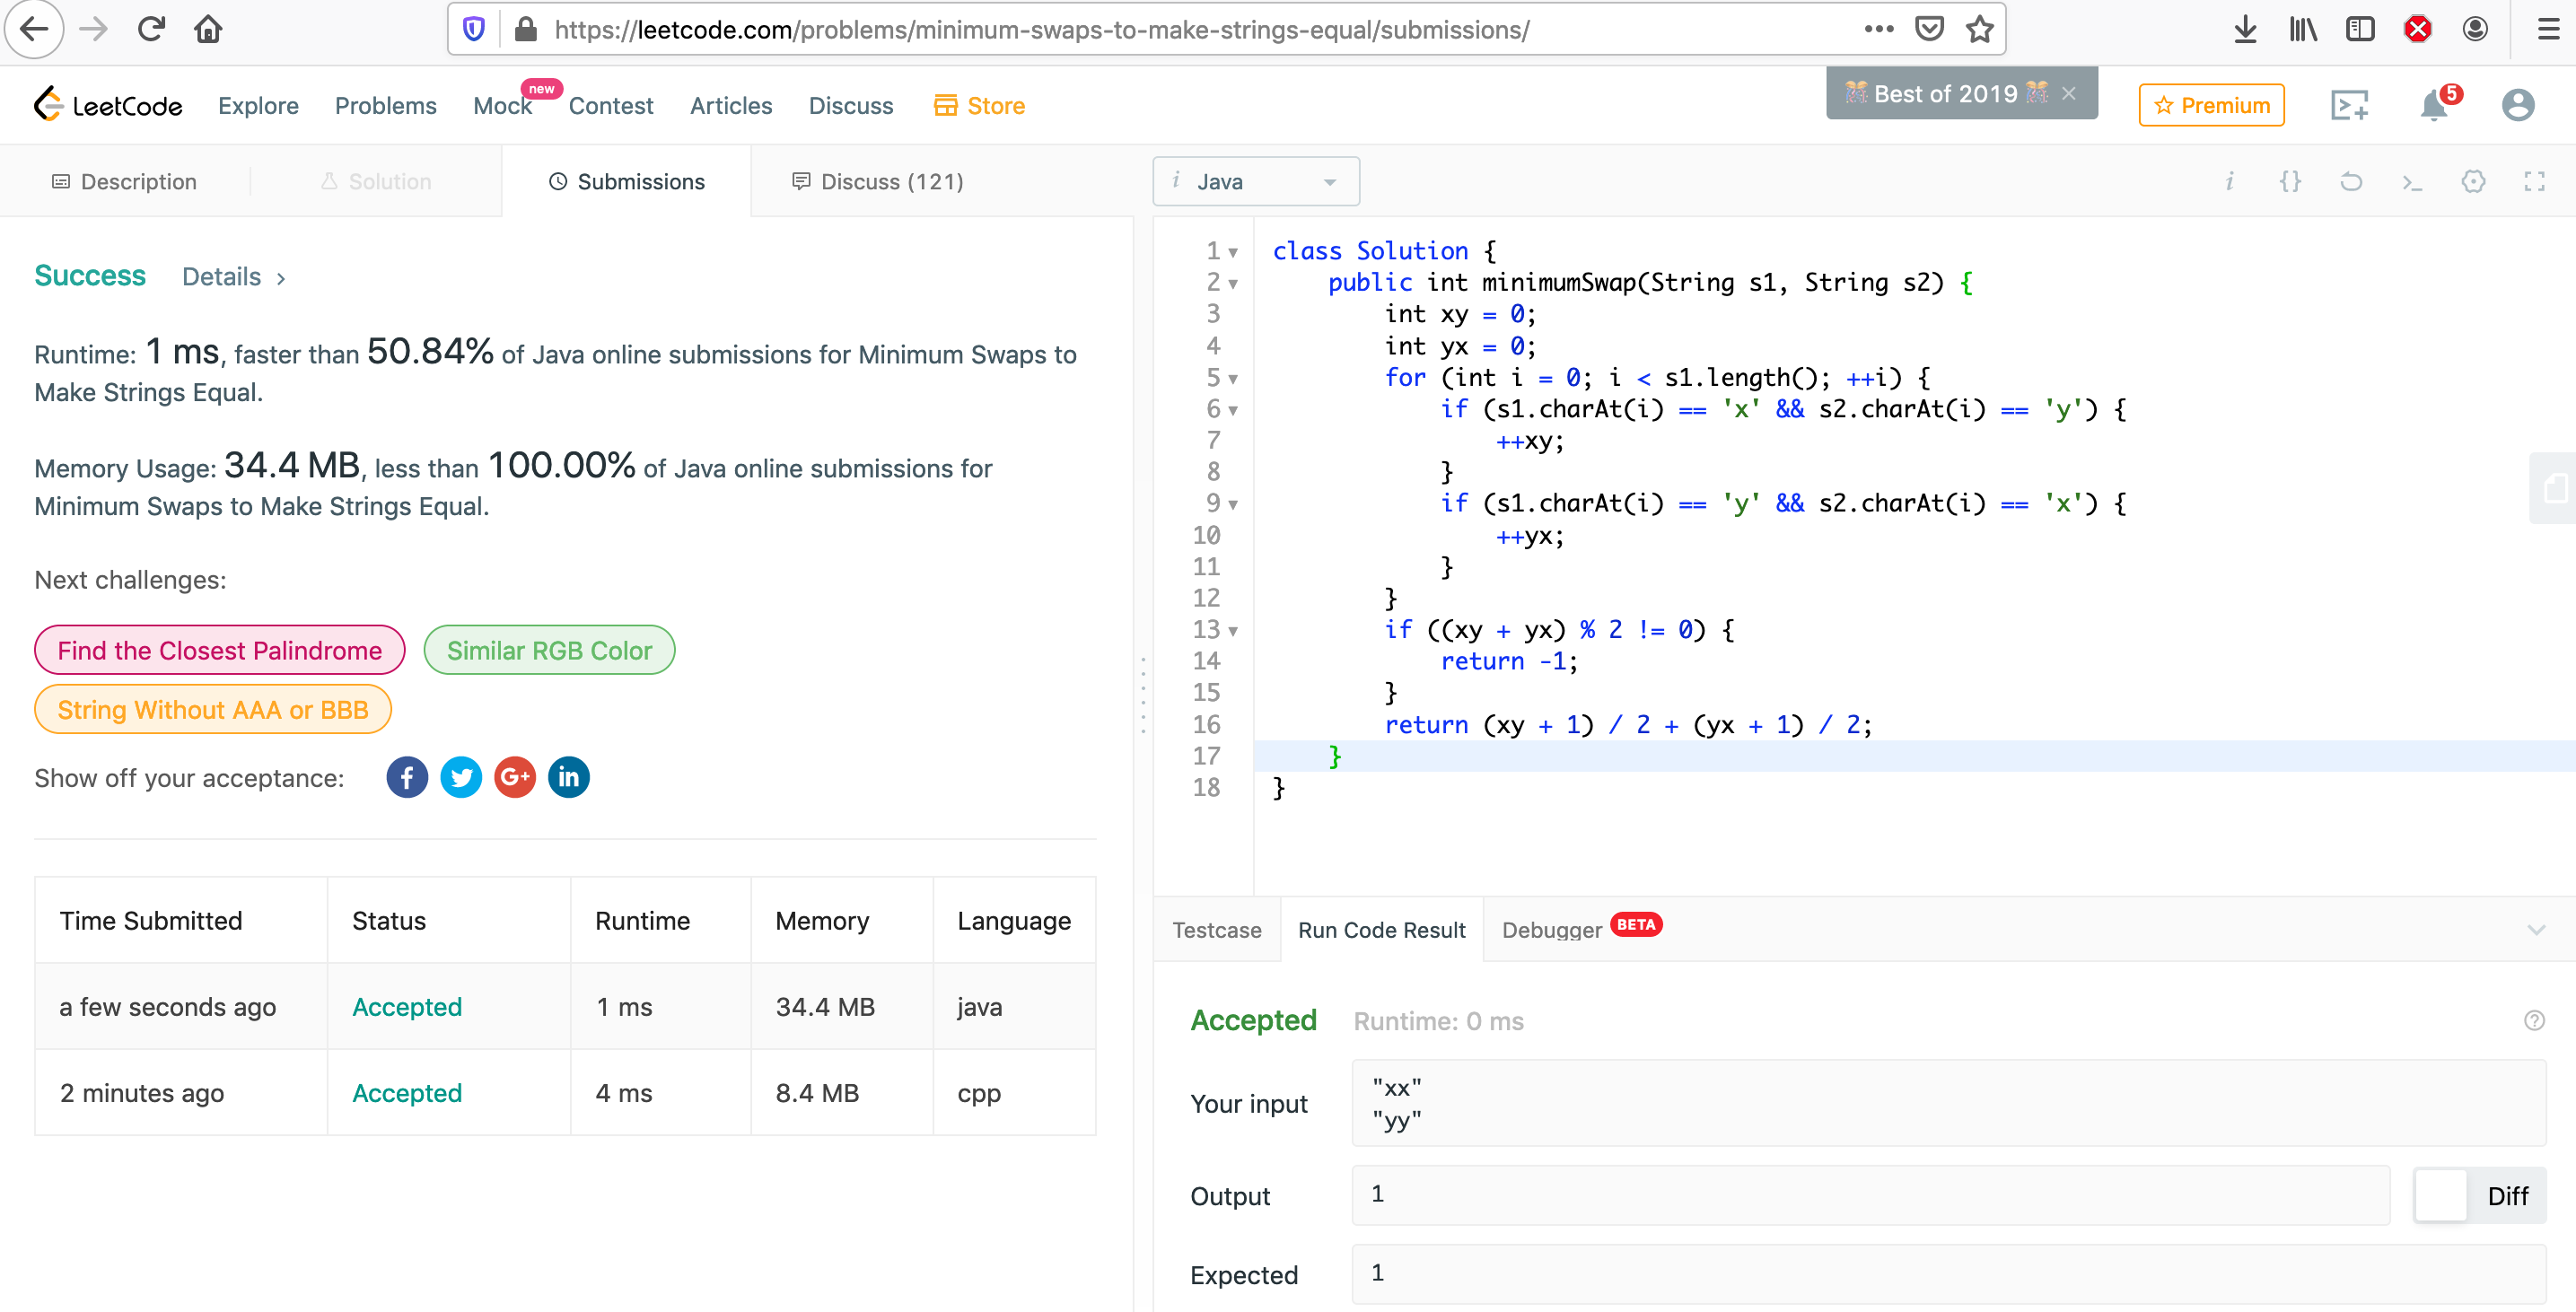 https://leetcode.com/problems/minimum-swaps-to-make-strings-equal/submissions/
LeetCode Explore Problems Mock new Contest Articles Discuss Store Best of 2019 × Premium 5
Description Solution Submissions Discuss (121)
Success Details >
Runtime: 1 ms, faster than 50.84% of Java online submissions for Minimum Swaps to
Make Strings Equal.
Memory Usage: 34.4 MB, less than 100.00% of Java online submissions for
Minimum Swaps to Make Strings Equal.
Next challenges:
Find the Closest Palindrome Similar RGB Color
String Without AAA or BBB
Show off your acceptance: f G+ in
Time Submitted Status Runtime Memory Language
a few seconds ago Accepted 1 ms 34.4 MB java
2 minutes ago Accepted 4 ms 8.4 MB cpp
i Java i {} >_
1 class Solution {
2 public int minimumSwap(String s1, String s2) {
3 int xy = 0;
4 int yx = 0;
5 for (int i = 0; i < s1.length(); ++i) {
6 if (s1.charAt(i) == 'x' && s2.charAt(i) == 'y') {
7 ++xy;
8 }
9 if (s1.charAt(i) == 'y' && s2.charAt(i) == 'x') {
10 ++yx;
11 }
12 }
13 if ((xy + yx) % 2 != 0) {
14 return -1;
15 }
16 return (xy + 1) / 2 + (yx + 1) / 2;
17 }
18 }
Testcase Run Code Result Debugger BETA
Accepted Runtime: 0 ms ?
Your input
"xx"
"yy"
Output 1 Diff
Expected 1